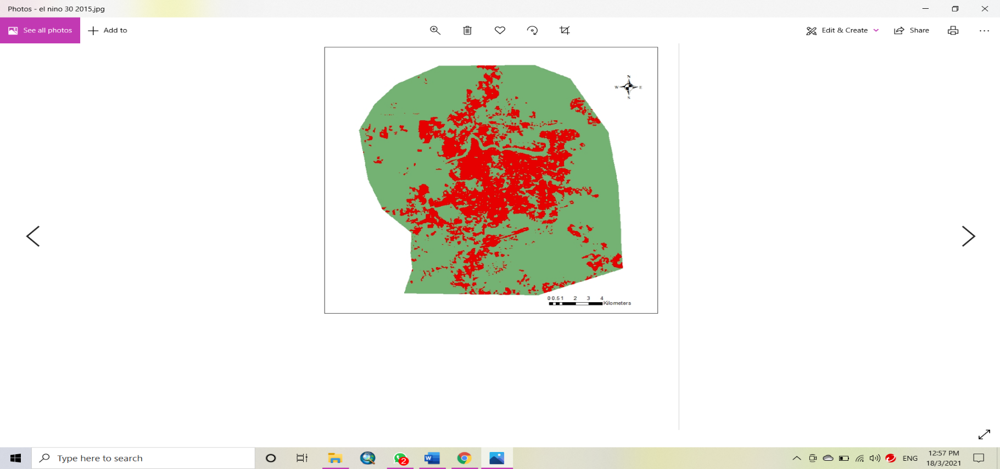 Photos - el nino 30 2015.jpg
See all photos
Add to
Edit & Create
Share
N
W E
S
0 0.5 1 2 3 4
Kilometers
Type here to search
2
W
ENG
12:57 PM
18/3/2021